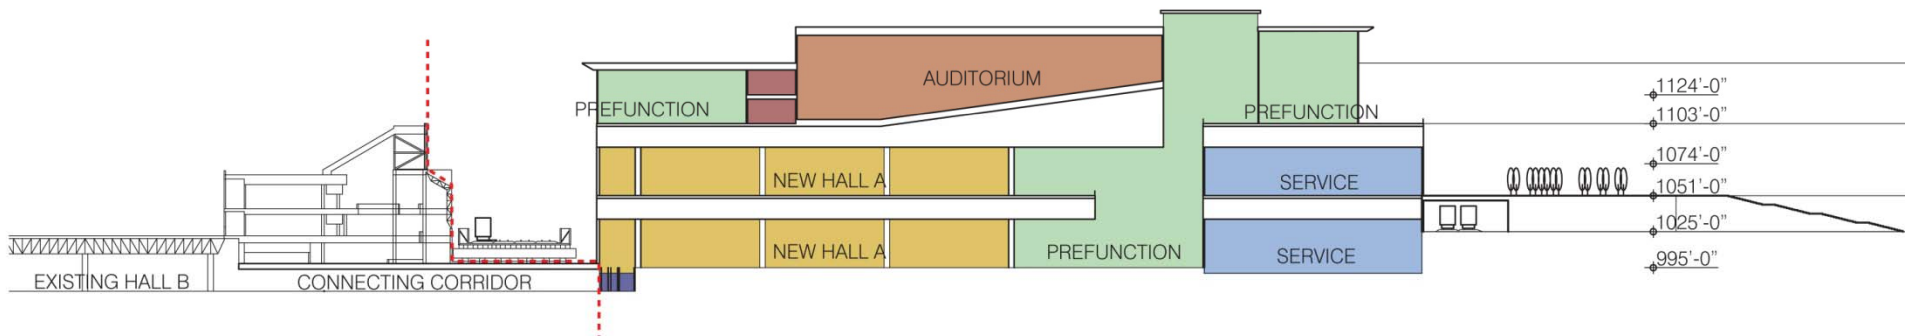 AUDITORIUM
PREFUNCTION
PREFUNCTION
1124'-0"
1103'-0"
NEW HALL A
SERVICE
1074'-0"
1051'-0"
1025'-0"
NEW HALL A
PREFUNCTION
SERVICE
995'-0"
EXISTING HALL B
CONNECTING CORRIDOR